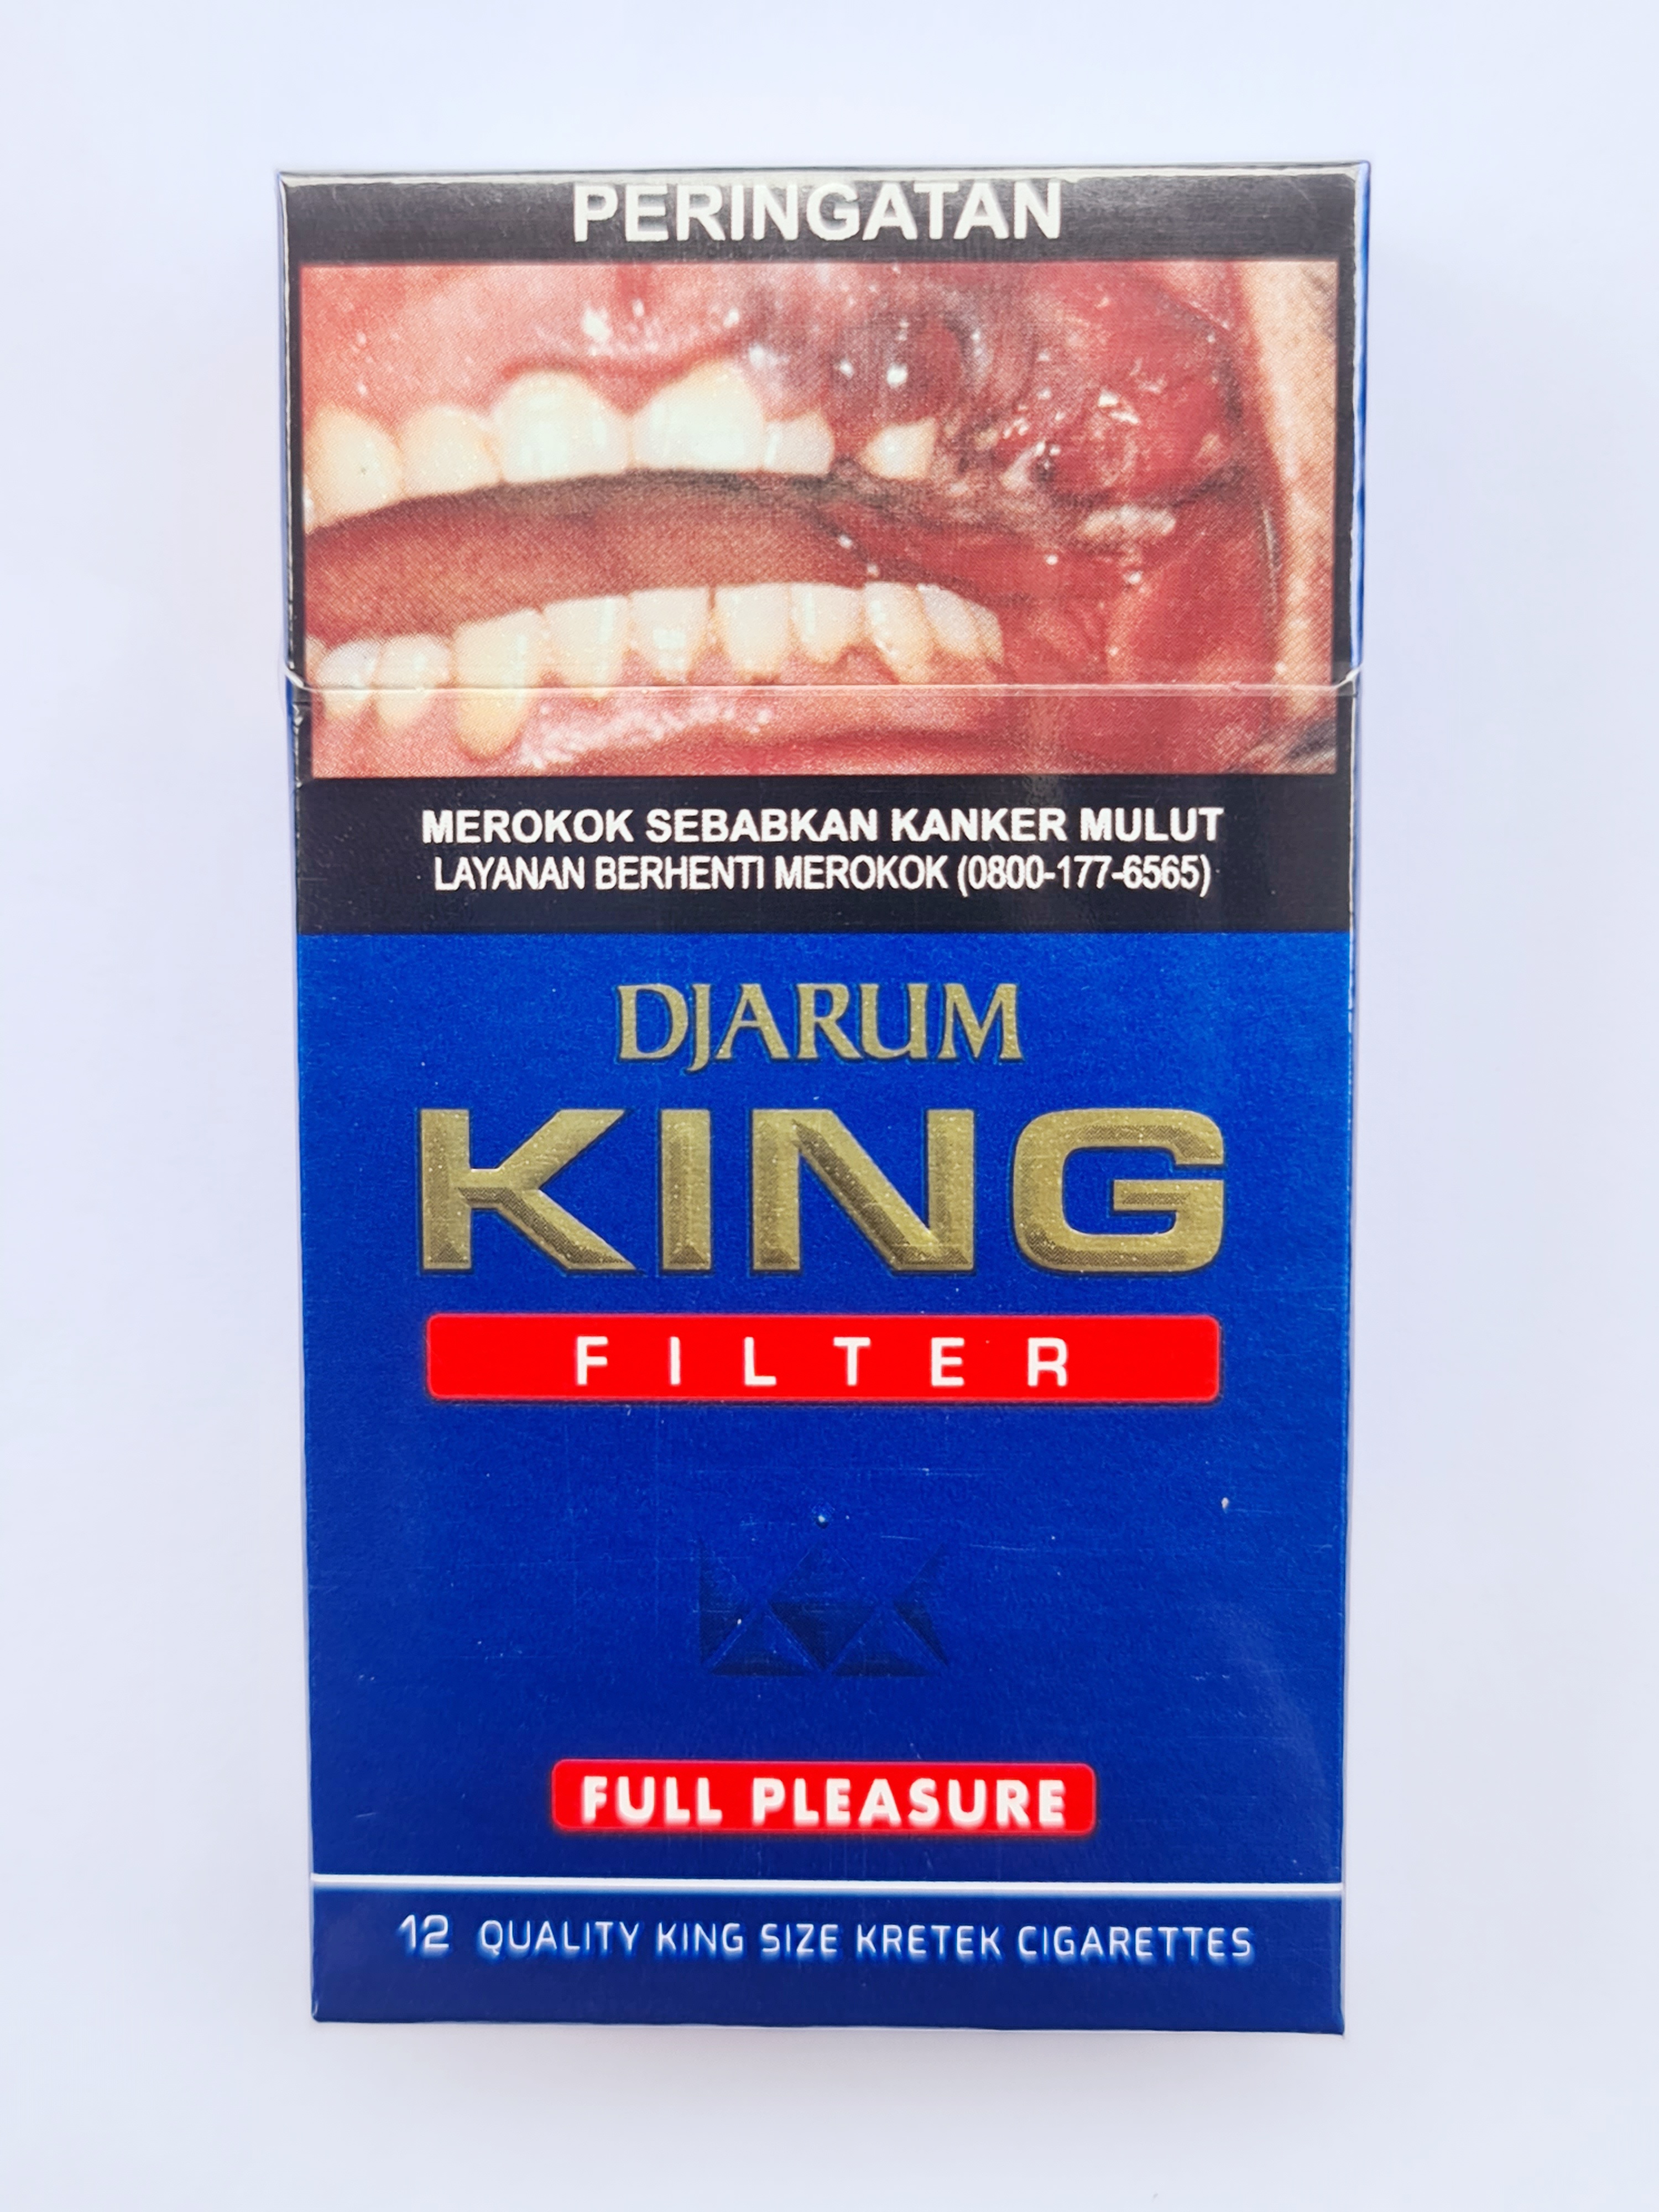 PERINGATAN
MEROKOK SEBABKAN KANKER MULUT
LAYANAN BERHENTI MEROKOK (0800-177-6565)
DJARUM
KING
FILTER
FULL PLEASURE
12 QUALITY KING SIZE KRETEK CIGARETTES